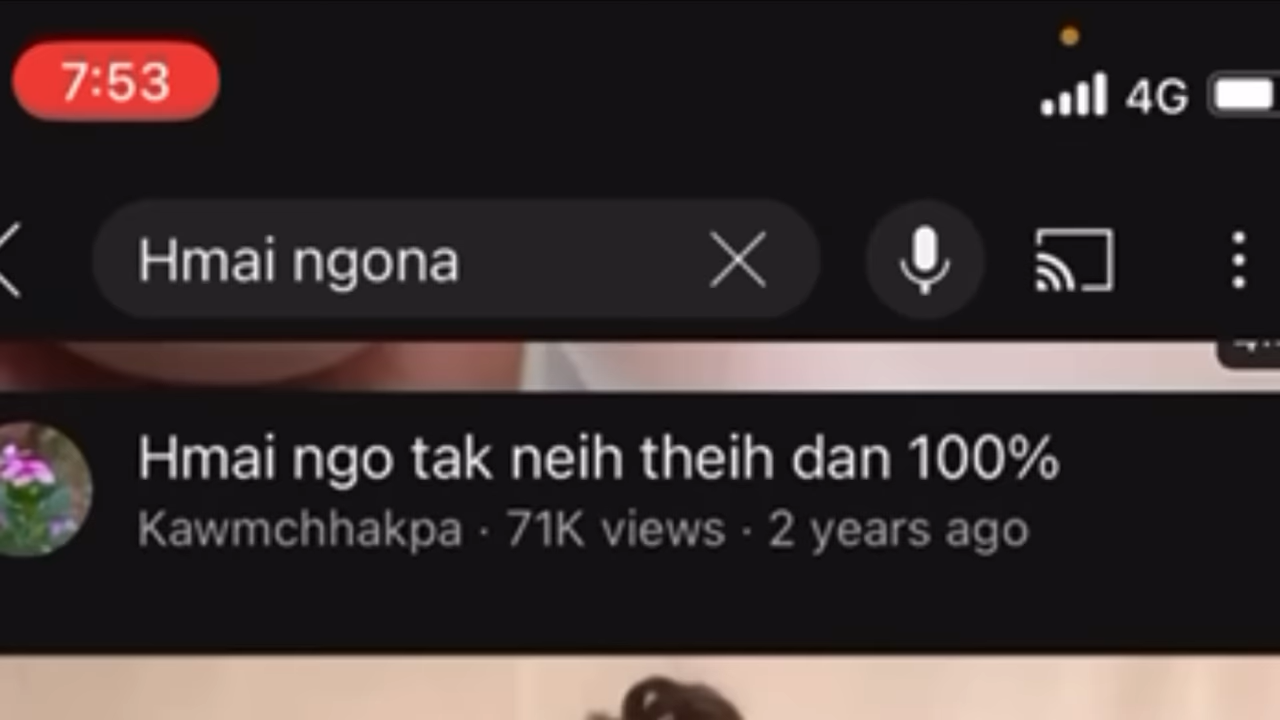 7:53
4G
Hmai ngona
Hmai ngo tak neih theih dan 100%
Kawmchhakpa · 71K views · 2 years ago